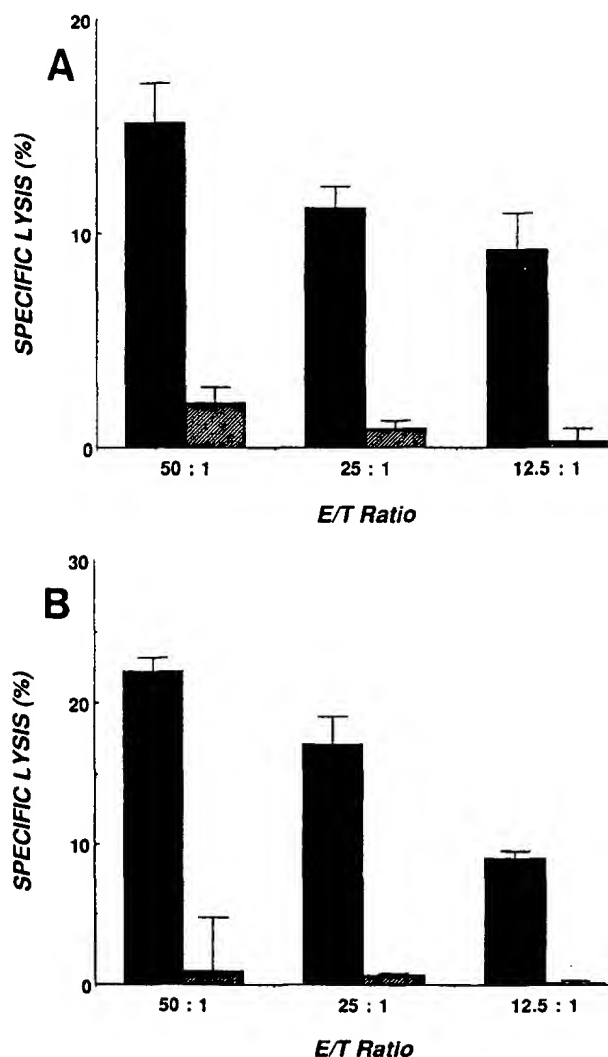 20
A
SPECIFIC LYSIS (%)
10
0
50 : 1
25 : 1
12.5 : 1
E/T Ratio
30
B
SPECIFIC LYSIS (%)
20
10
0
50 : 1
25 : 1
12.5 : 1
E/T Ratio